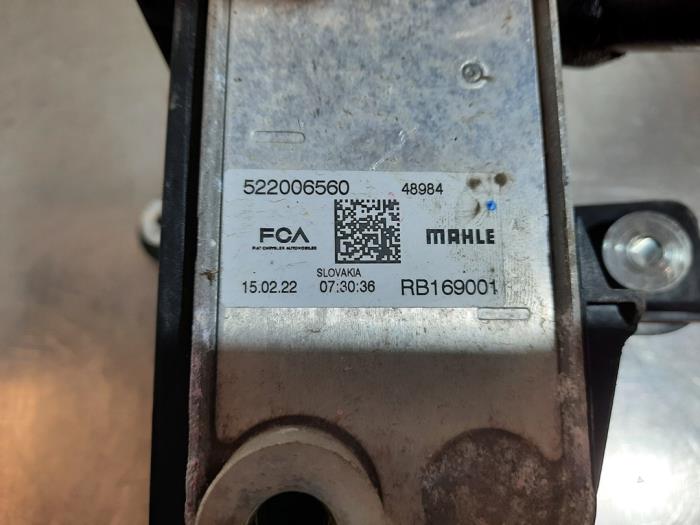 522006560 48984
FCA MAHLE
FIAT CHRYSLER AUTOMOBILES
SLOVAKIA
15.02.22 07:30:36 RB169001